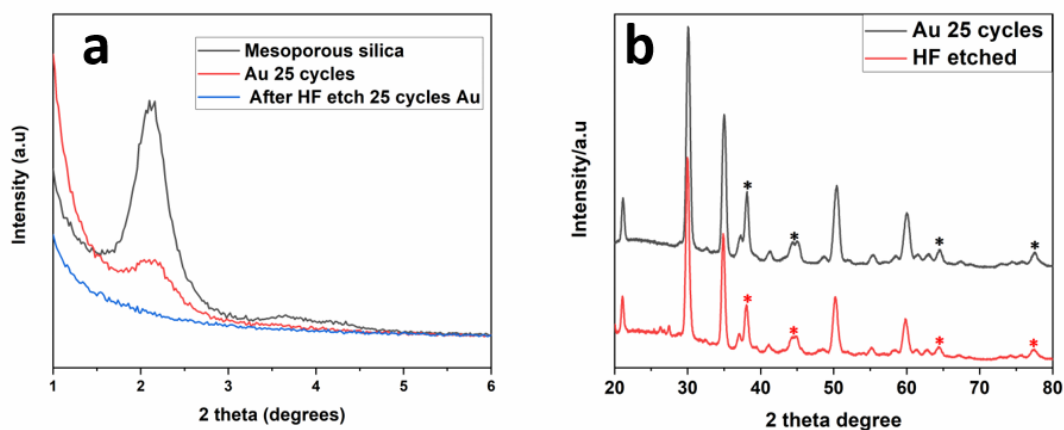 a
Mesoporous silica
Au 25 cycles
After HF etch 25 cycles Au
Intensity (a.u)
1 2 3 4 5 6
2 theta (degrees)
b
Au 25 cycles
HF etched
Intensity/a.u
* * * *
* * * *
20 30 40 50 60 70 80
2 theta degree